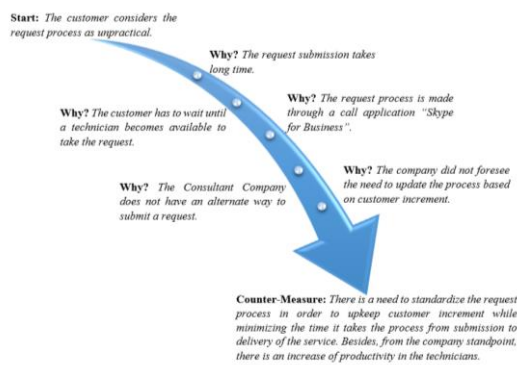 Start: The customer considers the
request process as unpractical.
Why? The request submission takes
long time.
Why? The customer has to wait until
a technician becomes available to
take the request.
Why? The request process is made
through a call application "Skype
for Business".
Why? The Consultant Company
does not have an alternate way to
submit a request.
Why? The company did not foresee
the need to update the process based
on customer increment.
Counter-Measure: There is a need to standardize the request
process in order to upkeep customer increment while
minimizing the time it takes the process from submission to
delivery of the service. Besides, from the company standpoint,
there is an increase of productivity in the technicians.